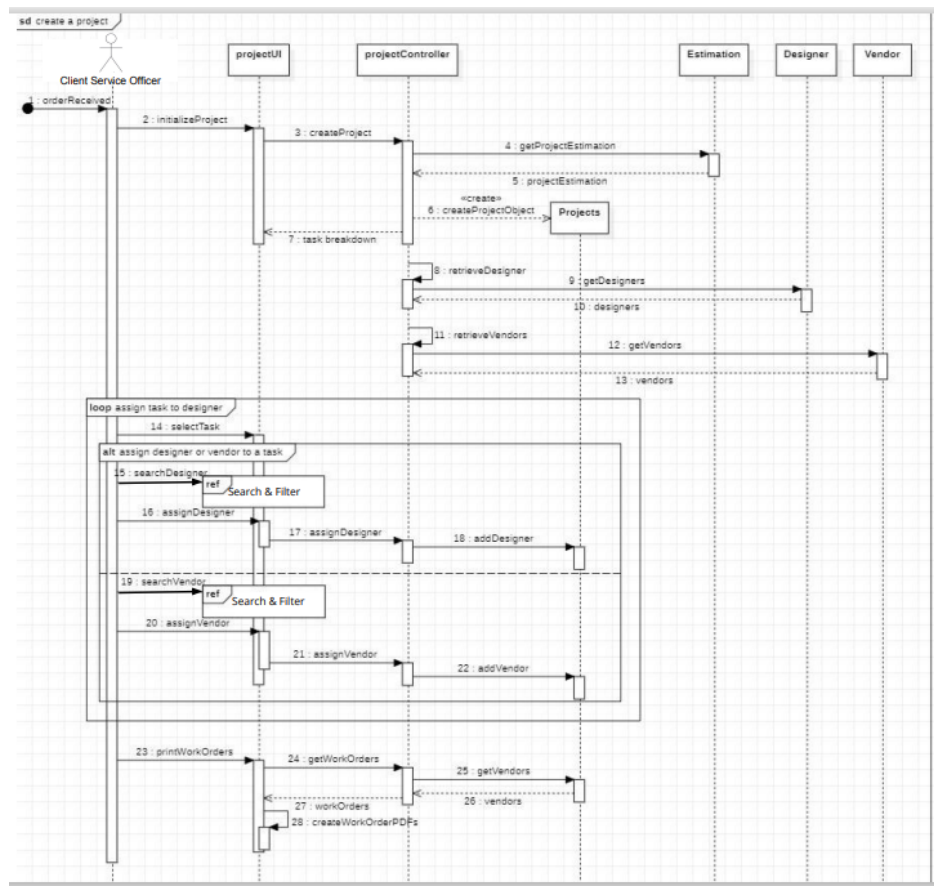 sd create a project
projectUI
projectController
Estimation
Designer
Vendor
Client Service Officer
1 : orderReceived
2 : initializeProject
3 : createProject
4 : getProjectEstimation
5 : projectEstimation
«create»
6 : createProjectObject
Projects
7 : task breakdown
8 : retrieveDesigner
9 : getDesigners
10 : designers
11 : retrieveVendors
12 : getVendors
13 : vendors
loop assign task to designer
14 : selectTask
alt assign designer or vendor to a task
15 : searchDesigner
ref
Search & Filter
16 : assignDesigner
17 : assignDesigner
18 : addDesigner
19 : searchVendor
ref
Search & Filter
20 : assignVendor
21 : assignVendor
22 : addVendor
23 : printWorkOrders
24 : getWorkOrders
25 : getVendors
26 : vendors
27 : workOrders
28 : createWorkOrderPDFs